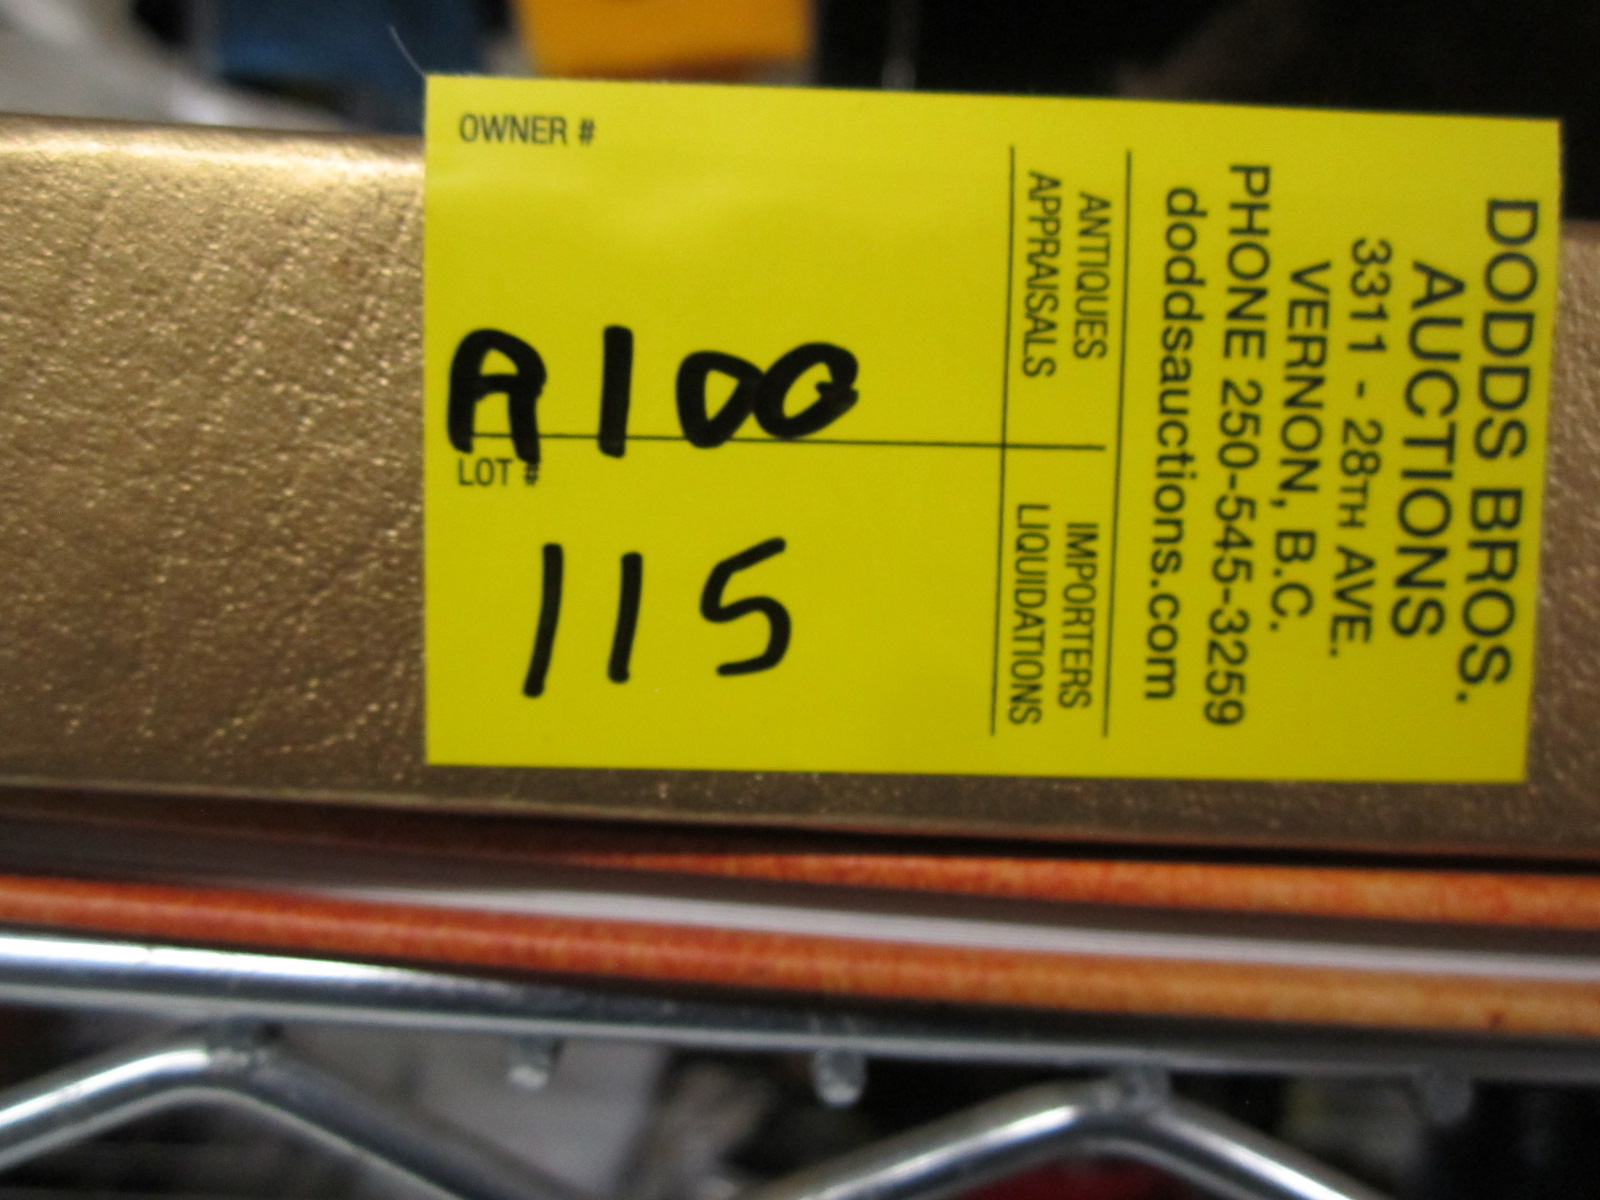 OWNER #
A100
LOT #
115
ANTIQUES
APPRAISALS
IMPORTERS
LIQUIDATIONS
DODDS BROS.
AUCTIONS
3311 - 28TH AVE.
VERNON, B.C.
PHONE 250-545-3259
doddsauctions.com